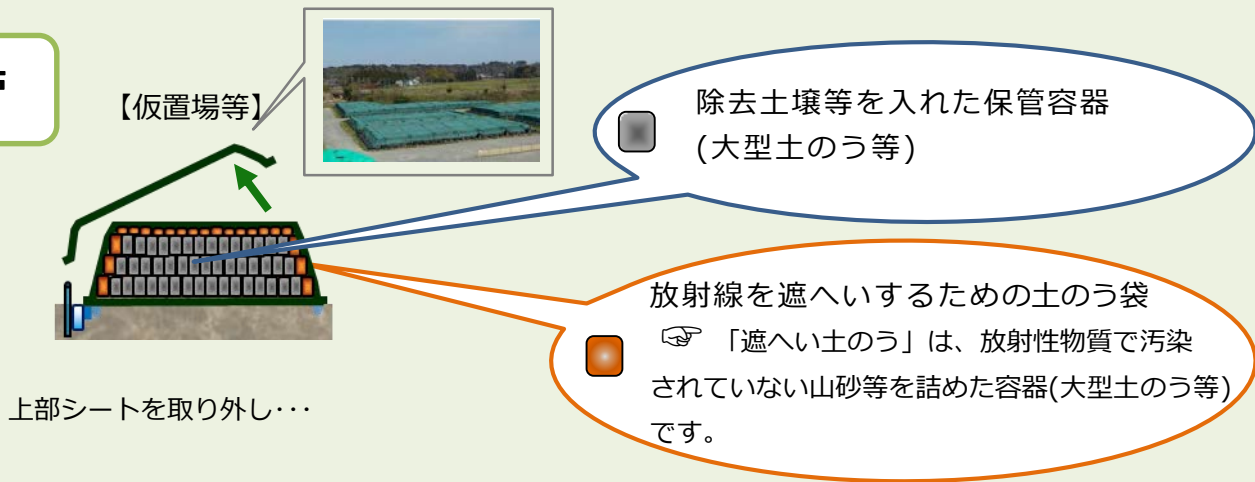 【仮置場等】
除去土壌等を入れた保管容器
(大型土のう等)
放射線を遮へいするための土のう袋
☞ 「遮へい土のう」は、放射性物質で汚染
されていない山砂等を詰めた容器(大型土のう等)
です。
上部シートを取り外し･･･